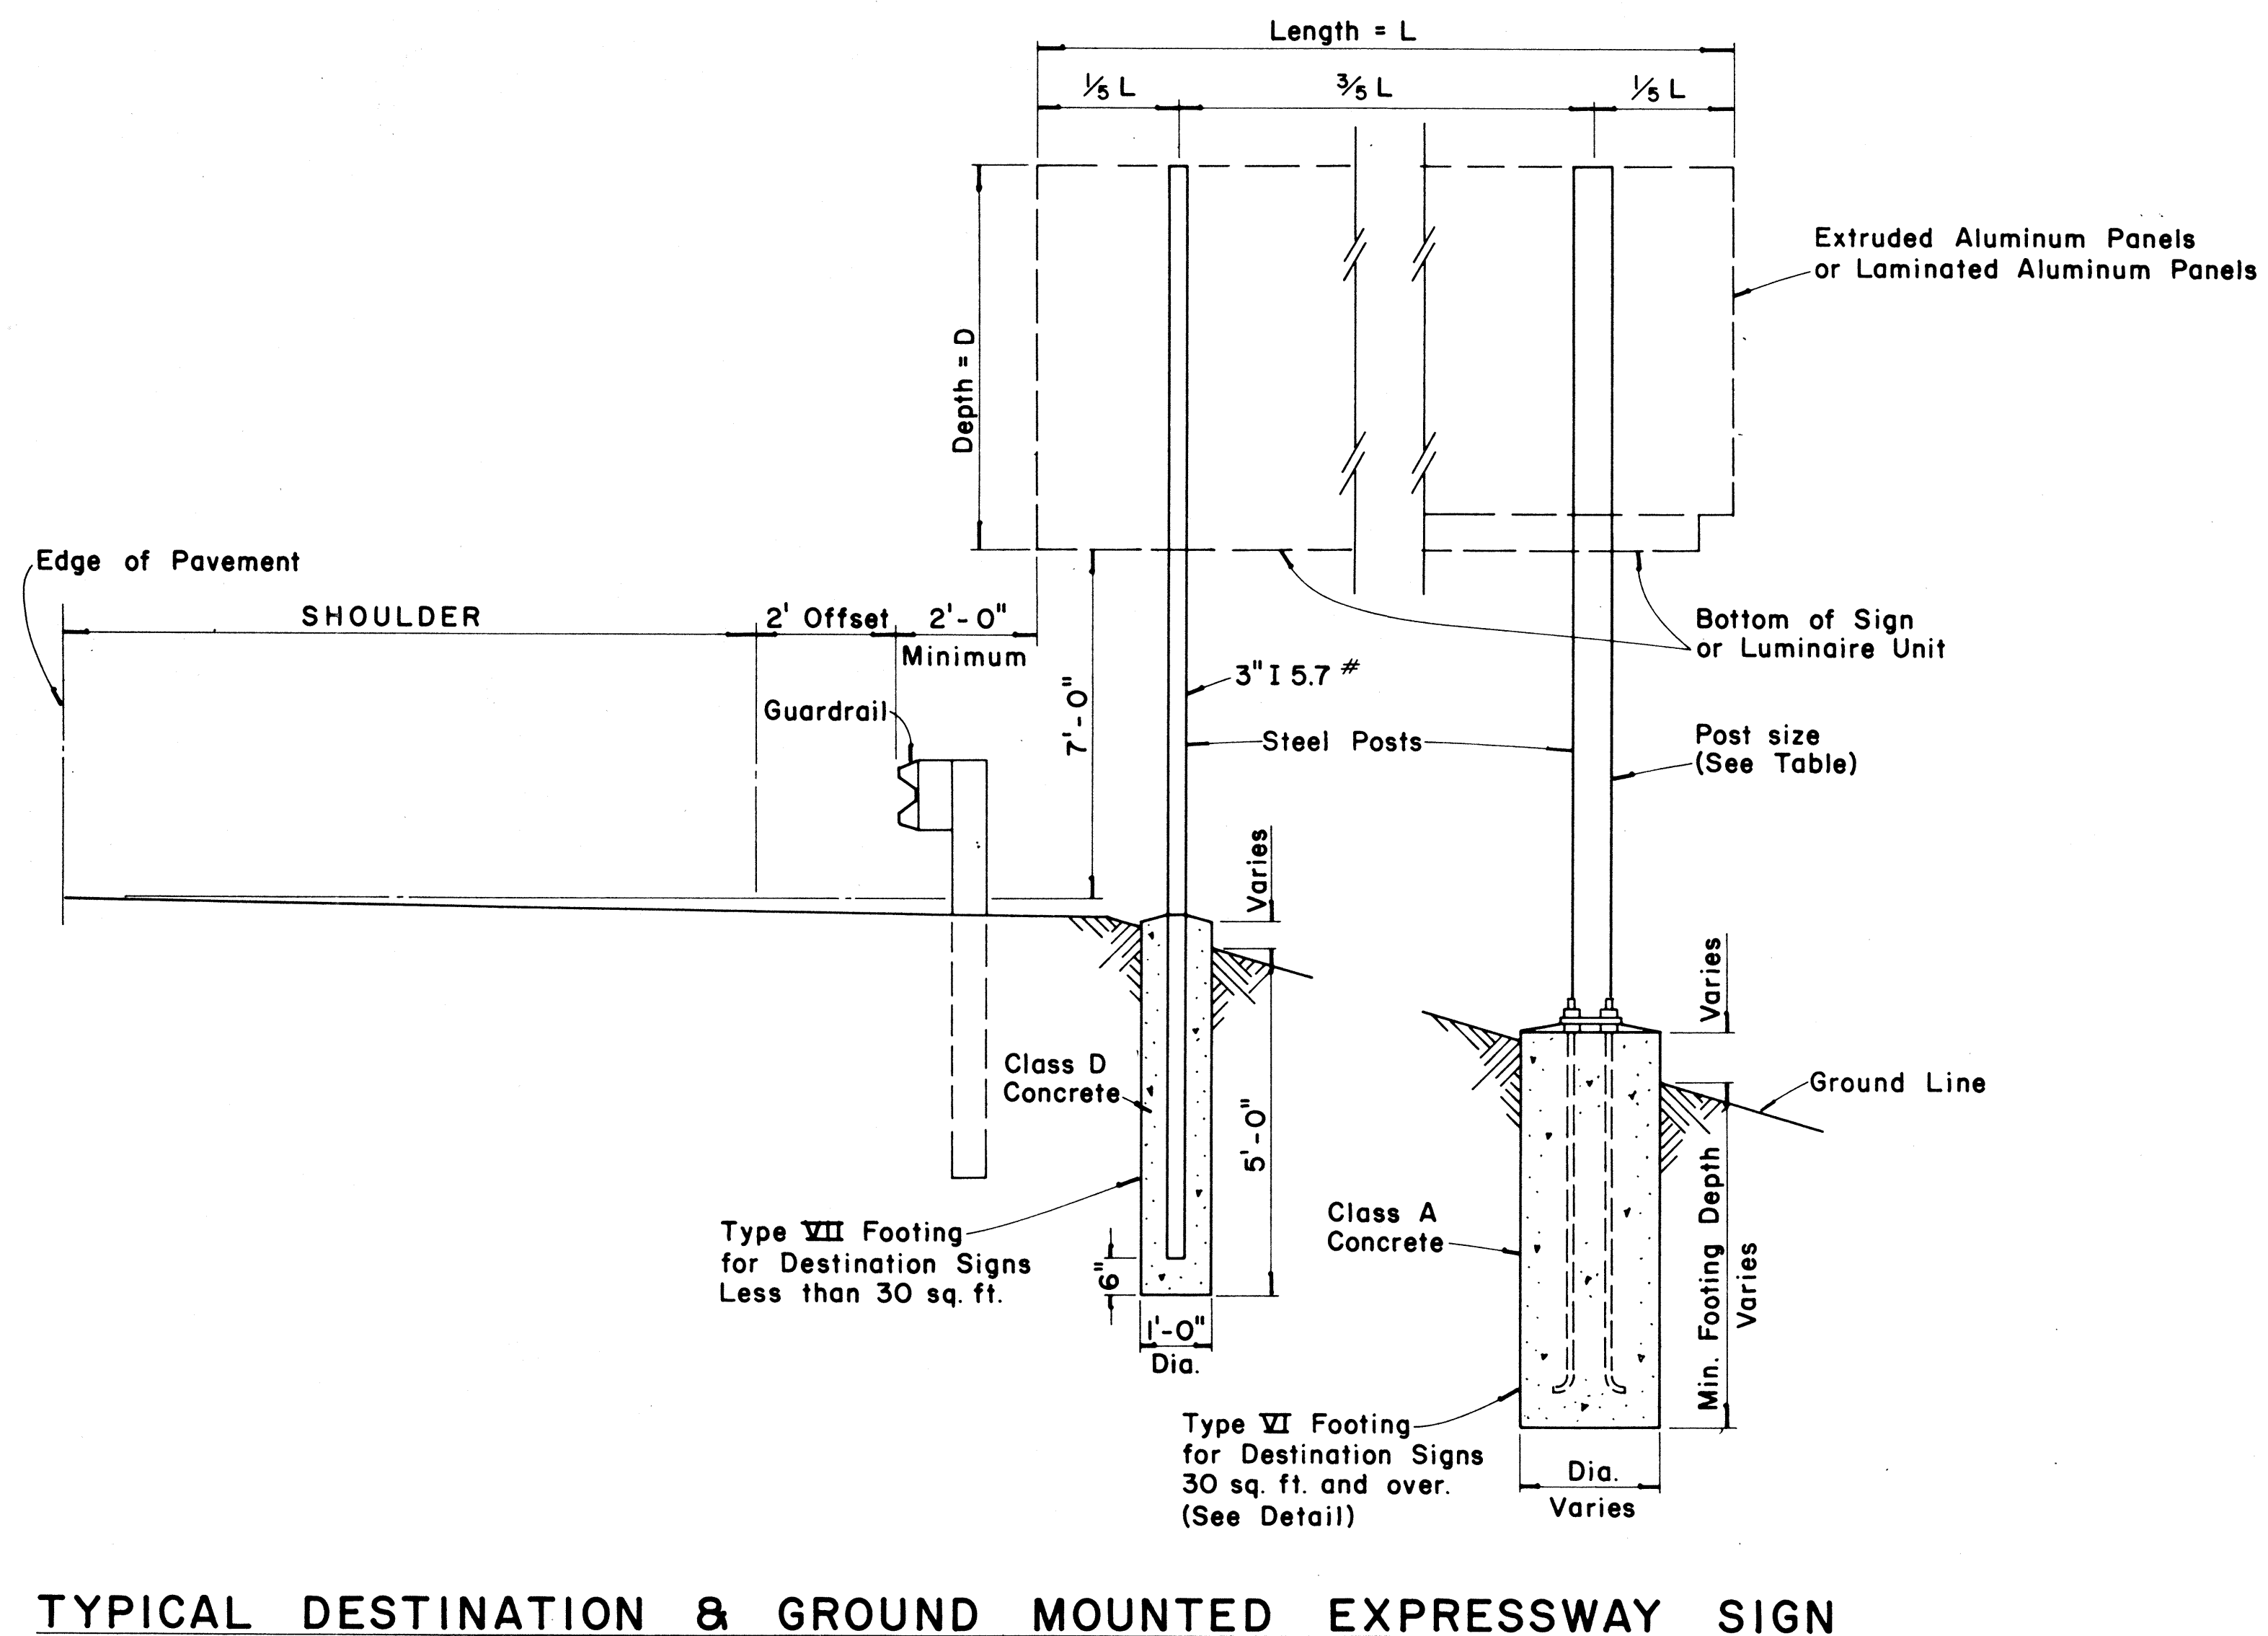 Length = L
1/5 L
3/5 L
1/5 L
Extruded Aluminum Panels
or Laminated Aluminum Panels
Depth = D
Edge of Pavement
SHOULDER
2' Offset
2'-0"
Minimum
Bottom of Sign
or Luminaire Unit
3" I 5.7 #
7'-0"
Guardrail
Steel Posts
Post size
(See Table)
Varies
Varies
Class D
Concrete
5'-0"
Ground Line
Type VII Footing
for Destination Signs
Less than 30 sq. ft.
6"
1'-0"
Dia.
Class A
Concrete
Min. Footing Depth
Varies
Type VI Footing
for Destination Signs
30 sq. ft. and over.
(See Detail)
Dia.
Varies
TYPICAL DESTINATION & GROUND MOUNTED EXPRESSWAY SIGN